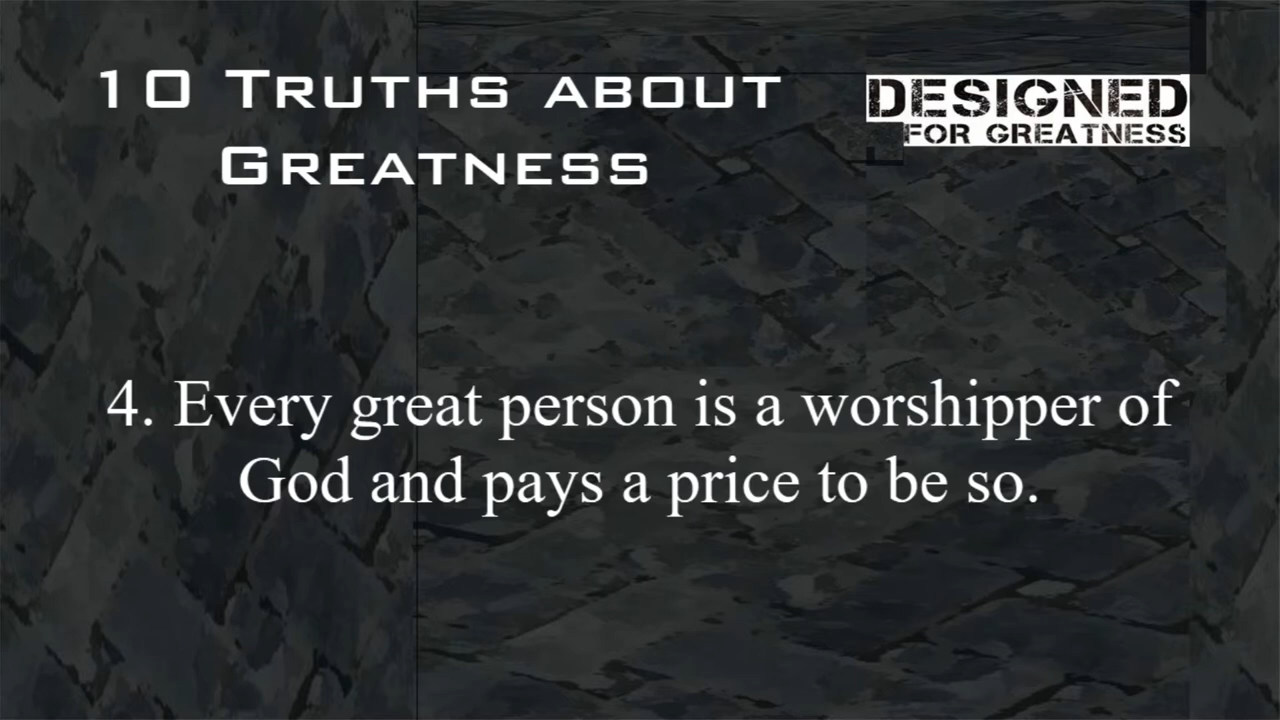 10 Truths about
Greatness
DESIGNED
FOR GREATNESS
4. Every great person is a worshipper of
God and pays a price to be so.